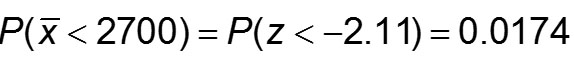 P(x̅ < 2700) = P(z < −2.11) = 0.0174